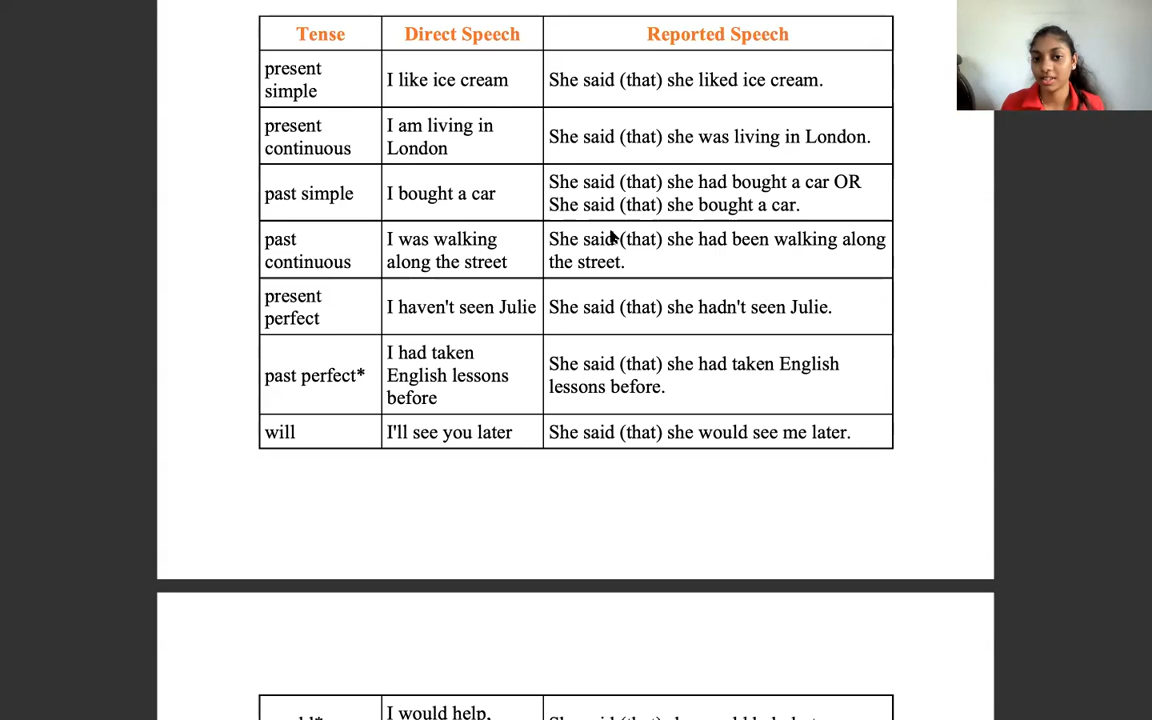 Tense Direct Speech Reported Speech
present
simple
I like ice cream
She said (that) she liked ice cream.
present
continuous
I am living in
London
She said (that) she was living in London.
past simple
I bought a car
She said (that) she had bought a car OR
She said (that) she bought a car.
past
continuous
I was walking
along the street
She said (that) she had been walking along
the street.
present
perfect
I haven't seen Julie
She said (that) she hadn't seen Julie.
past perfect*
I had taken
English lessons
before
She said (that) she had taken English
lessons before.
will
I'll see you later
She said (that) she would see me later.
I would help,